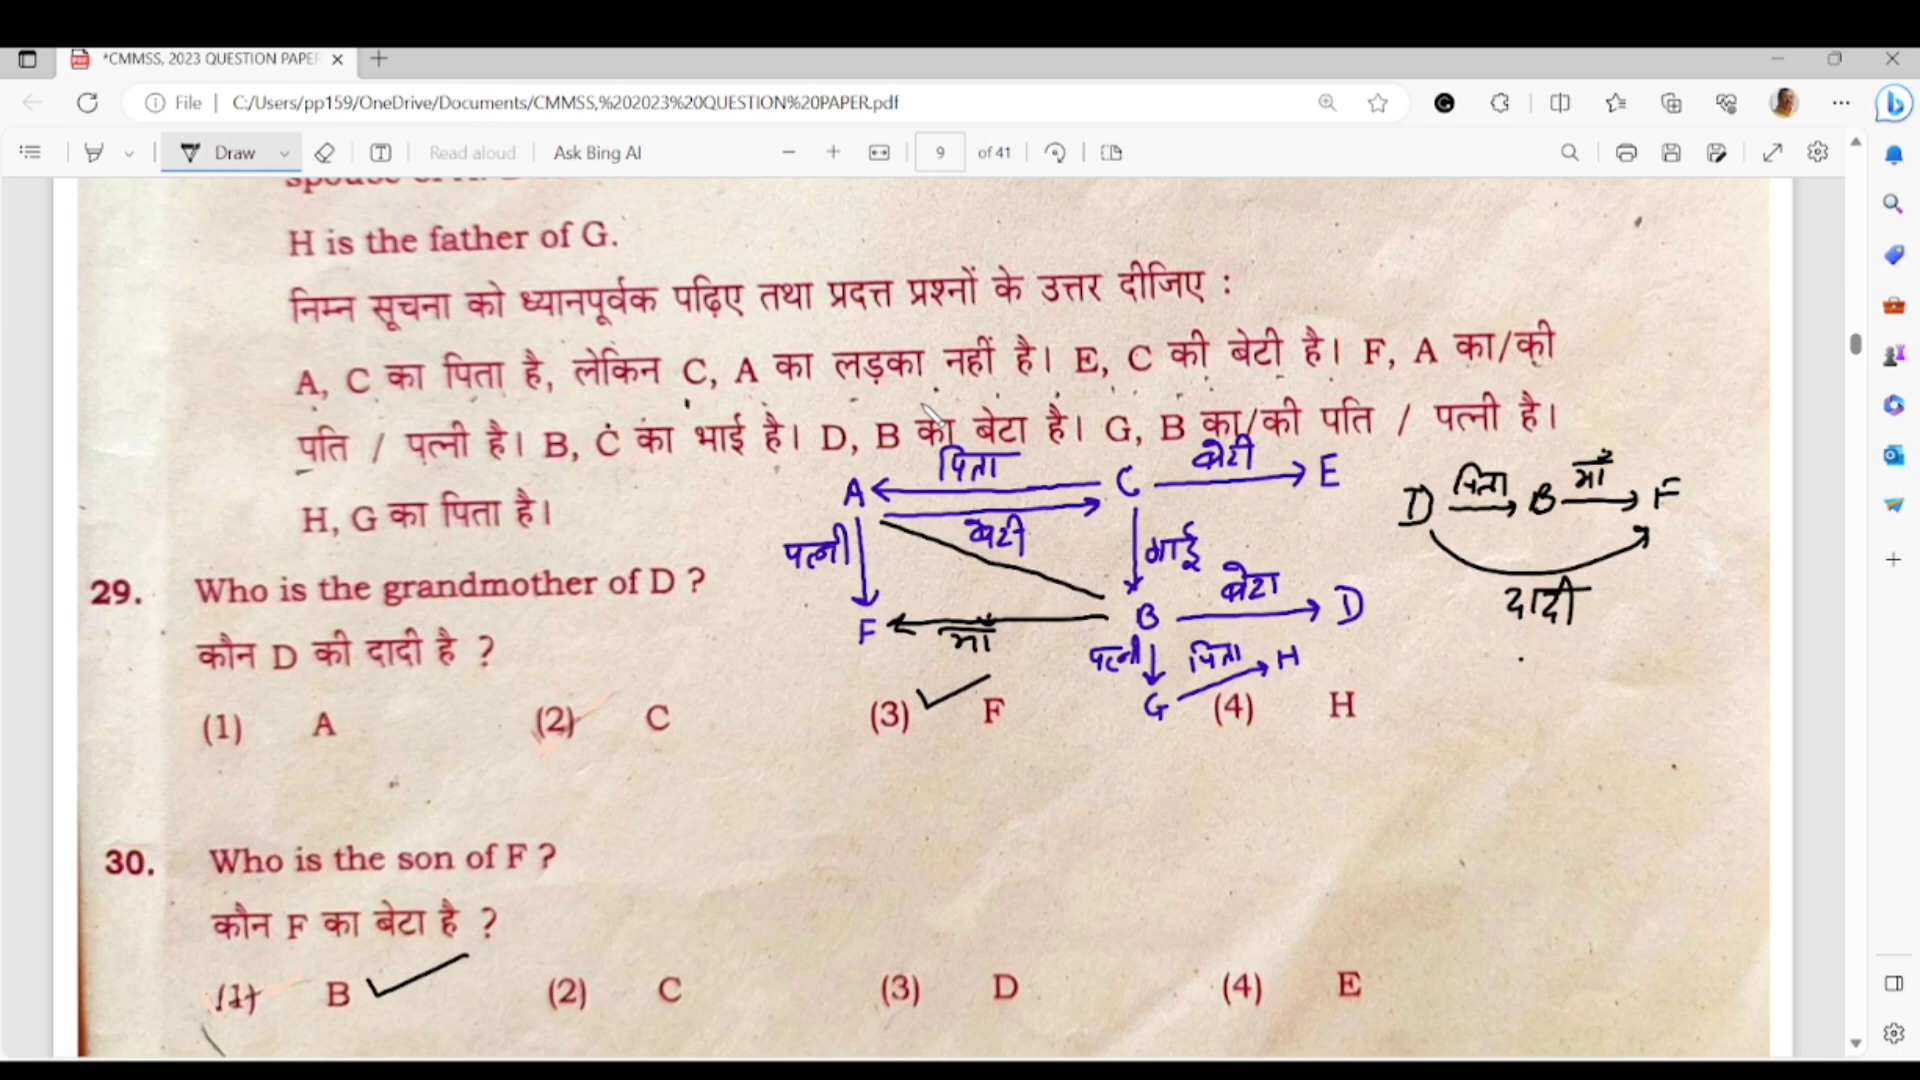 *CMMSS, 2023 QUESTION PAPE
File
C:/Users/pp159/OneDrive/Documents/CMMSS,%202023%20QUESTION%20PAPER.pdf
Draw
Read aloud
Ask Bing AI
9 of 41
H is the father of G.
निम्न सूचना को ध्यानपूर्वक पढ़िए तथा प्रदत्त प्रश्नों के उत्तर दीजिए :
A, C का पिता है, लेकिन C, A का लड़का नहीं है। E, C की बेटी है। F, A का/की
पति / पत्नी है। B, C का भाई है। D, B का बेटा है। G, B का/की पति / पत्नी है।
H, G का पिता है।
A पिता C बेटी E
बेटी
पत्नी भाई
F माँ B बेटा D
पत्नी पिता H
G
D पिता B माँ F
दादी
29. Who is the grandmother of D ?
कौन D की दादी है ?
(1) A (2) C (3) F (4) H
30. Who is the son of F ?
कौन F का बेटा है ?
(1) B (2) C (3) D (4) E